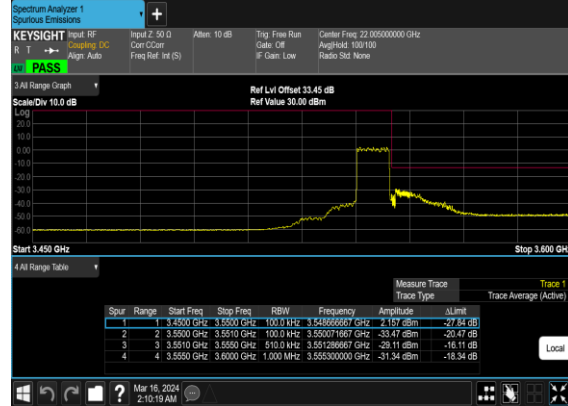 Spectrum Analyzer 1
Spurious Emissions
+
KEYSIGHT Input: RF Input Z: 50 Ω Atten: 10 dB Trig: Free Run Center Freq: 22.005000000 GHz
R T Coupling: DC Corr CCorr Gate: Off Avg|Hold: 100/100
Align: Auto Freq Ref: Int (S) IF Gain: Low Radio Std: None
PASS
3 All Range Graph
Ref Lvl Offset 33.45 dB
Scale/Div 10.0 dB Ref Value 30.00 dBm
Log
20.0
10.0
0.00
-10.0
-20.0
-30.0
-40.0
-50.0
-60.0
Start 3.450 GHz Stop 3.600 GH
4 All Range Table
Measure Trace Trace 1
Trace Type Trace Average (Active)
Spur Range Start Freq Stop Freq RBW Frequency Amplitude ΔLimit
1 1 3.4500 GHz 3.5500 GHz 100.0 kHz 3.548666667 GHz 2.157 dBm -27.84 dB
2 2 3.5500 GHz 3.5510 GHz 100.0 kHz 3.550071667 GHz -33.47 dBm -20.47 dB
3 3 3.5510 GHz 3.5550 GHz 510.0 kHz 3.551286667 GHz -29.11 dBm -16.11 dB
4 4 3.5550 GHz 3.6000 GHz 1.000 MHz 3.555300000 GHz -31.34 dBm -18.34 dB
Local
? Mar 16, 2024
2:10:19 AM